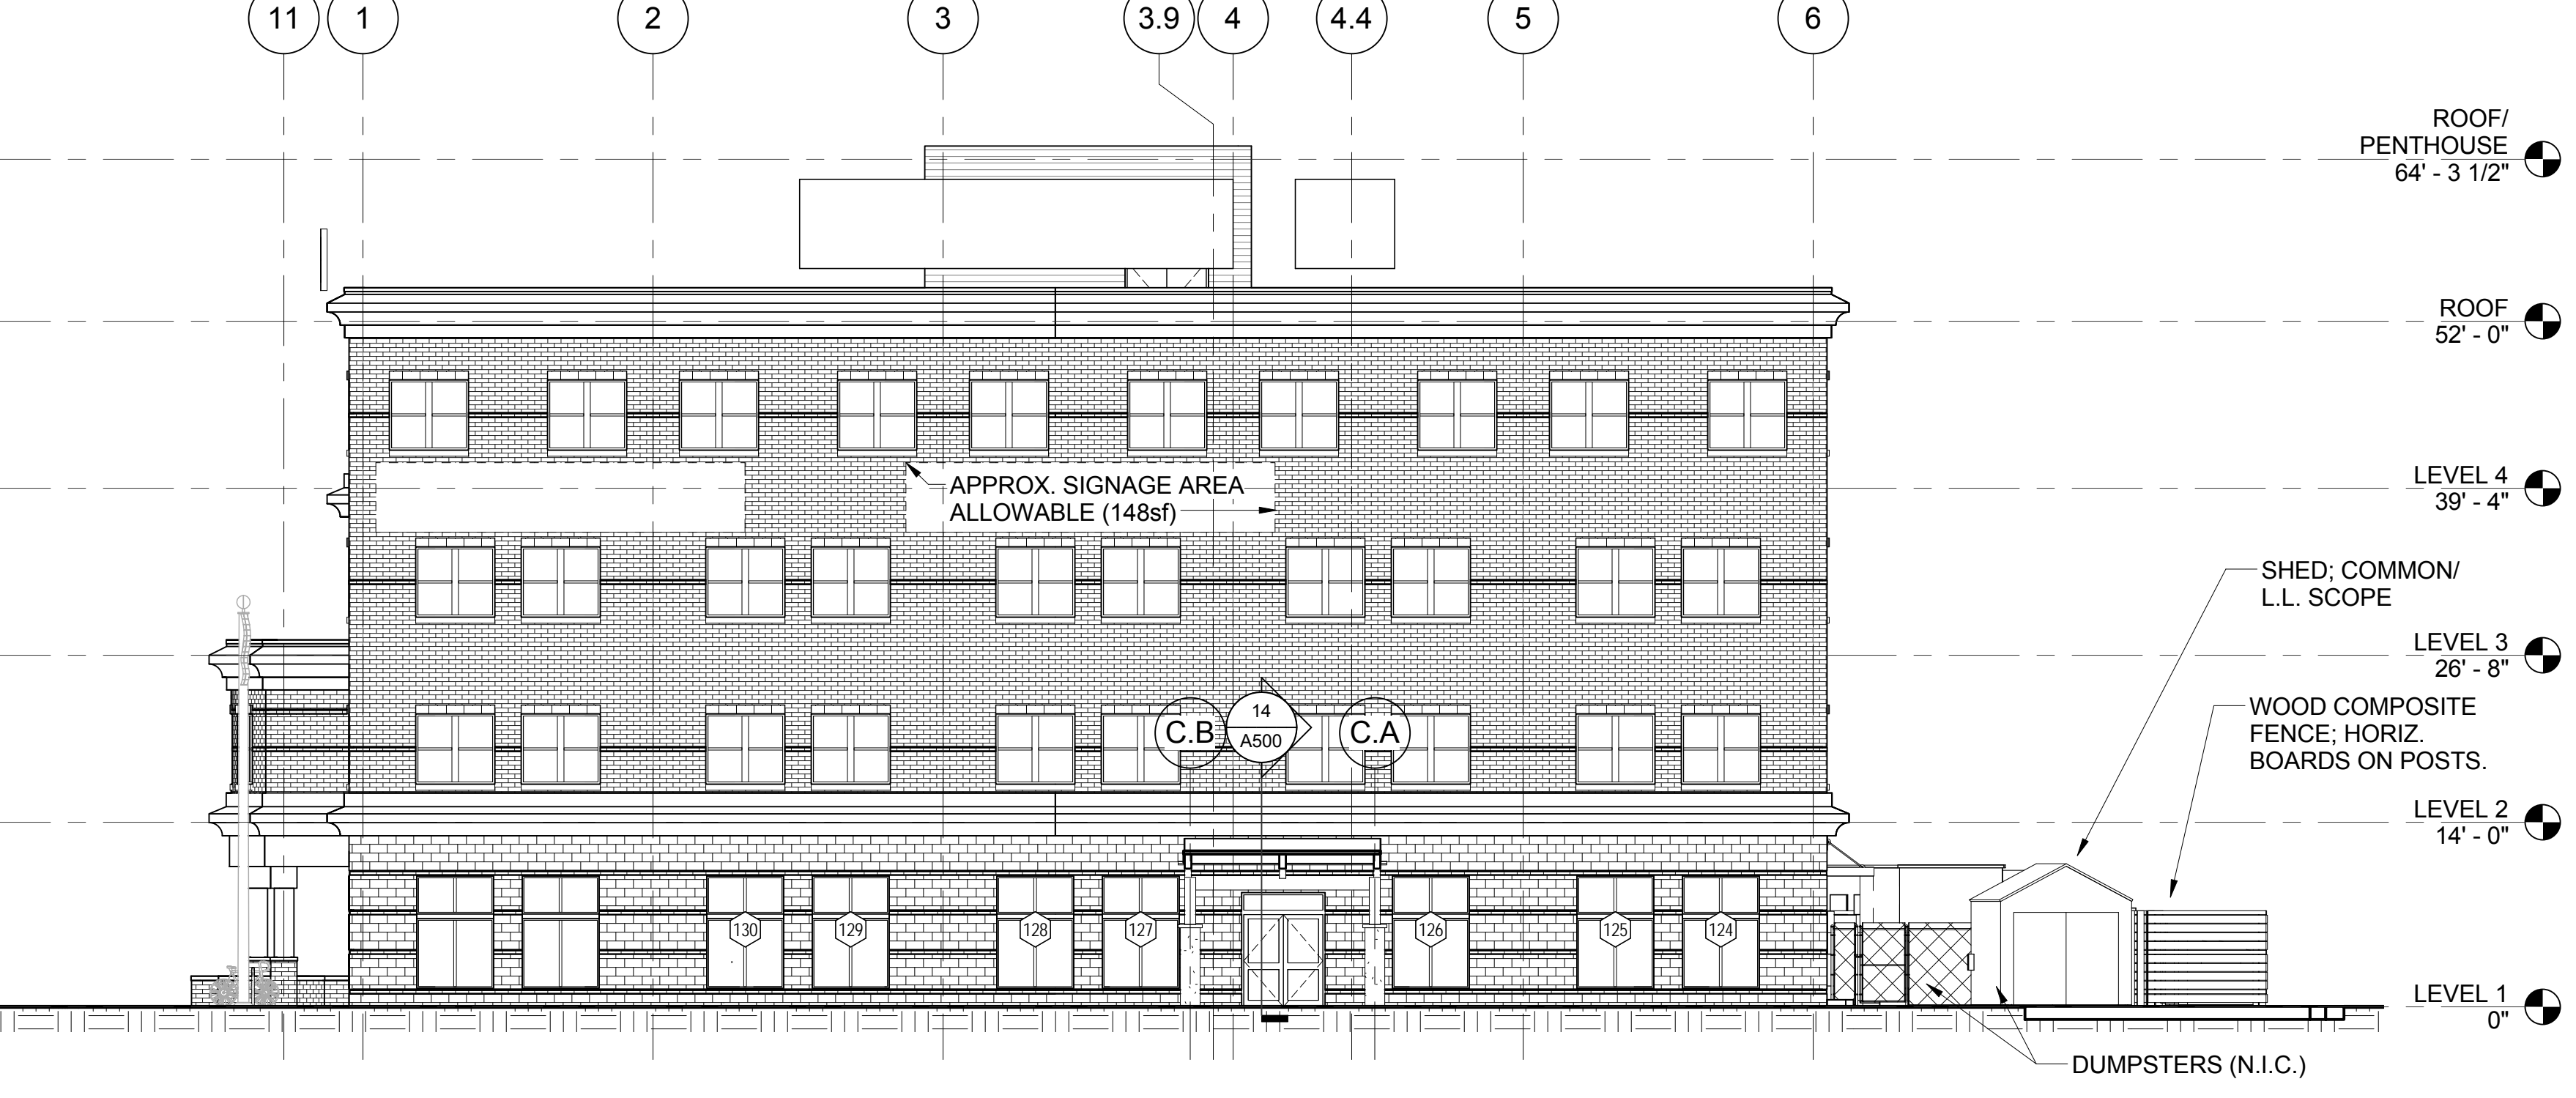 11 1 2 3 3.9 4 4.4 5 6
ROOF/
PENTHOUSE
64' - 3 1/2"
ROOF
52' - 0"
APPROX. SIGNAGE AREA
ALLOWABLE (148sf)
LEVEL 4
39' - 4"
SHED; COMMON/
L.L. SCOPE
LEVEL 3
26' - 8"
WOOD COMPOSITE
FENCE; HORIZ.
BOARDS ON POSTS.
C.B
14
A500
C.A
LEVEL 2
14' - 0"
130 129 128 127 126 125 124
LEVEL 1
0"
DUMPSTERS (N.I.C.)